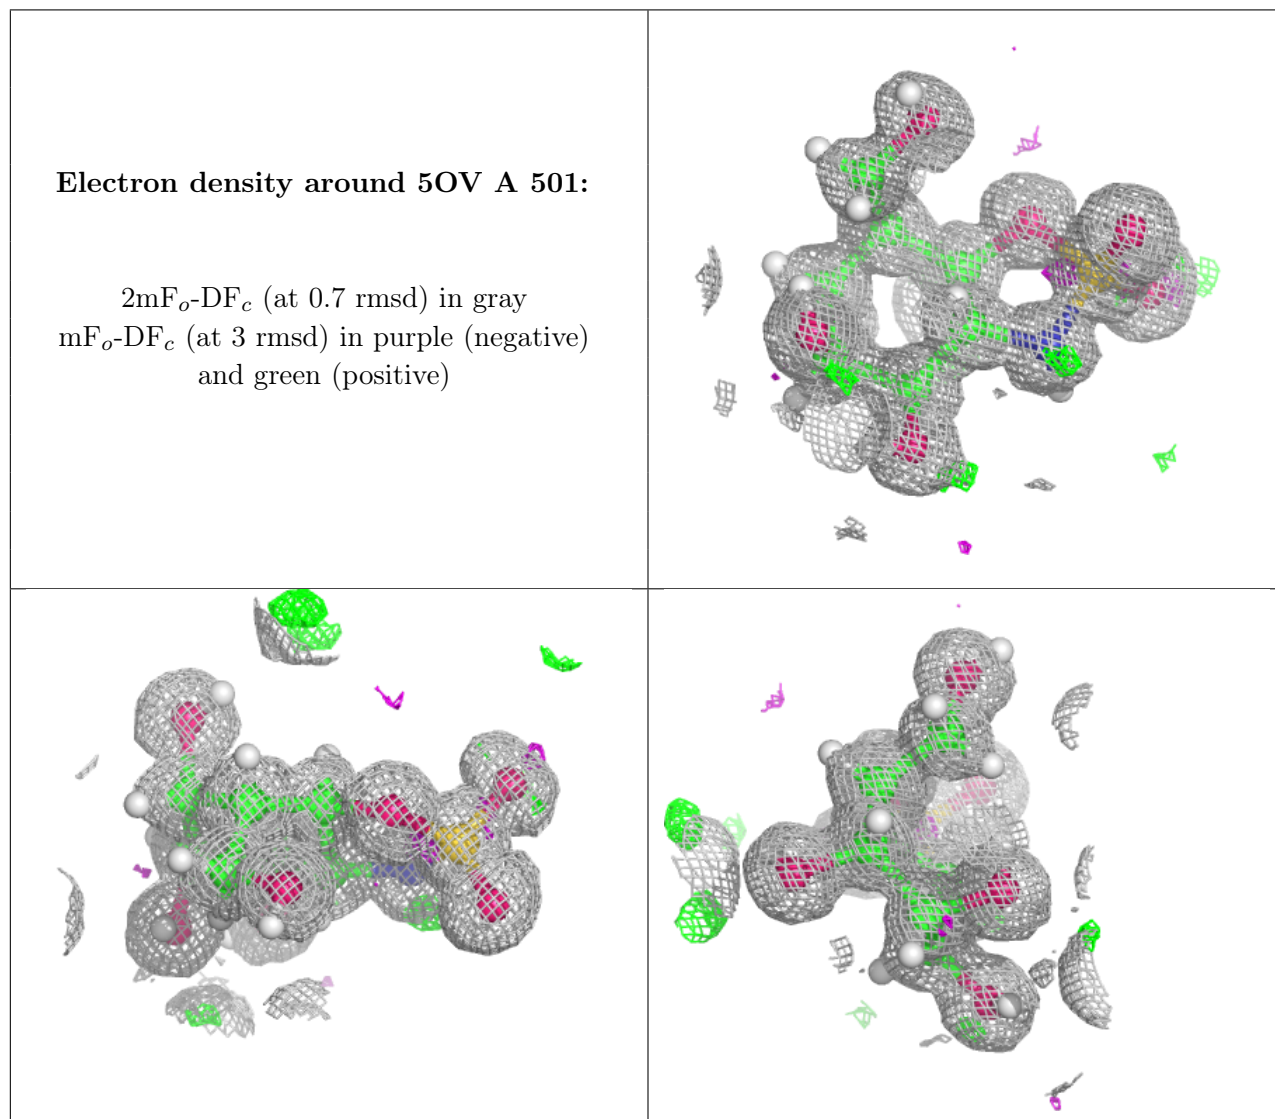 Electron density around 5OV A 501:
2mFo-DFc (at 0.7 rmsd) in gray
mFo-DFc (at 3 rmsd) in purple (negative)
and green (positive)